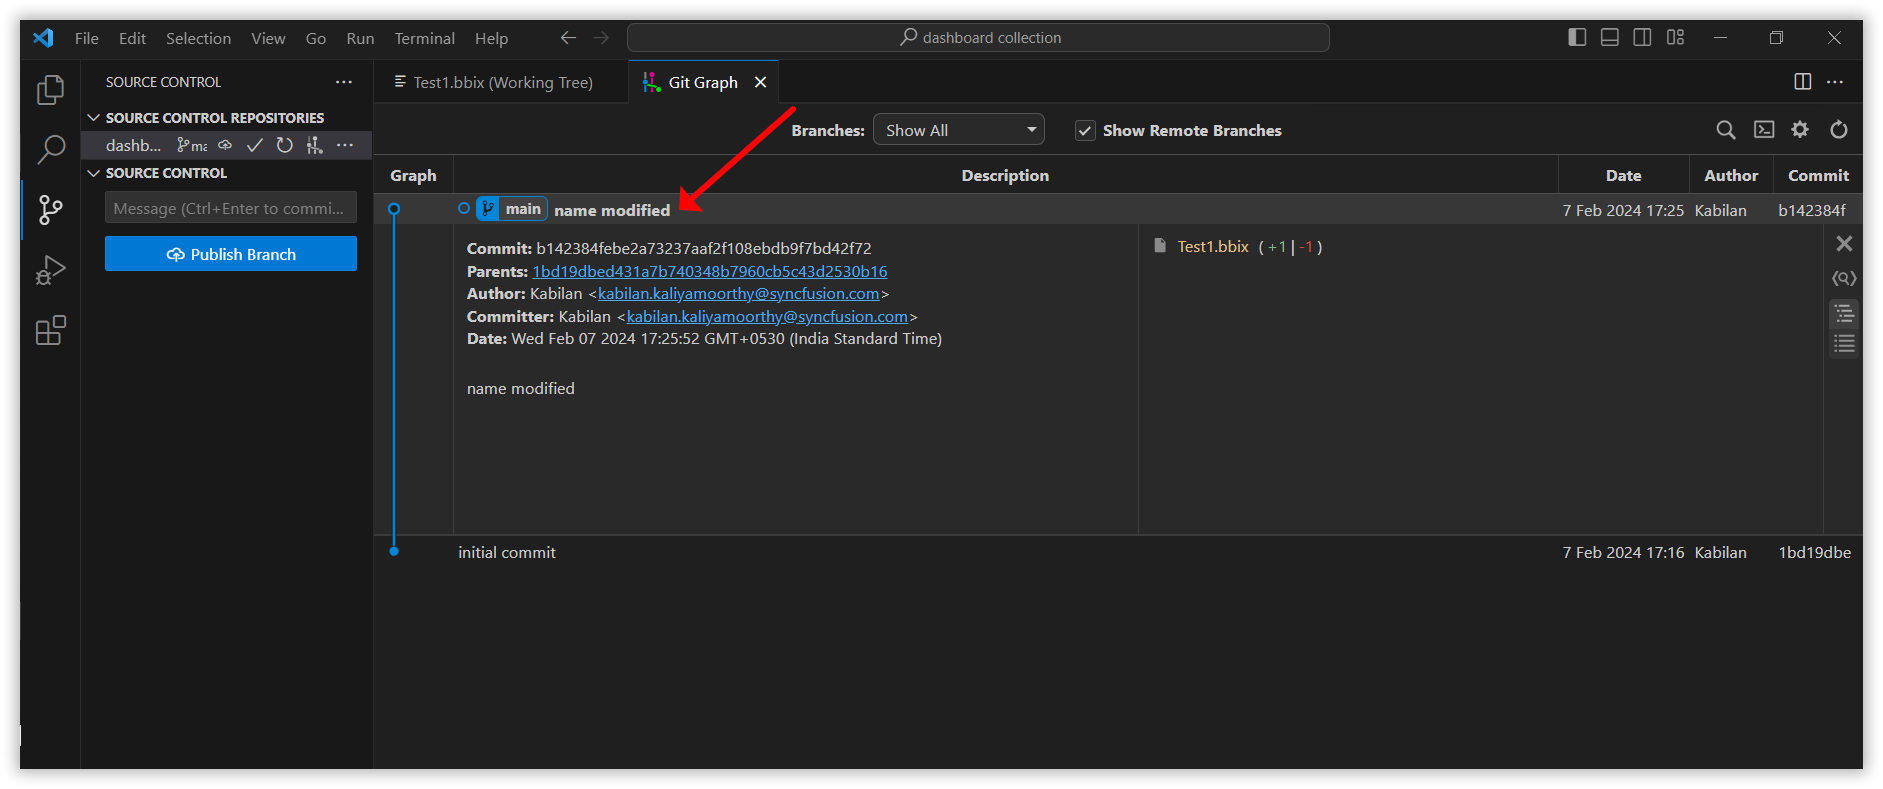 File Edit Selection View Go Run Terminal Help dashboard collection
SOURCE CONTROL ...
Test1.bbix (Working Tree) Git Graph
SOURCE CONTROL REPOSITORIES
dashb... ma ...
SOURCE CONTROL
Message (Ctrl+Enter to commi...
Publish Branch
Branches: Show All Show Remote Branches
Graph Description Date Author Commit
main name modified 7 Feb 2024 17:25 Kabilan b142384f
Commit: b142384febe2a73237aaf2f108ebdb9f7bd42f72
Parents: 1bd19dbed431a7b740348b7960cb5c43d2530b16
Author: Kabilan <kabilan.kaliyamoorthy@syncfusion.com>
Committer: Kabilan <kabilan.kaliyamoorthy@syncfusion.com>
Date: Wed Feb 07 2024 17:25:52 GMT+0530 (India Standard Time)
name modified
Test1.bbix ( +1 | -1 )
initial commit 7 Feb 2024 17:16 Kabilan 1bd19dbe